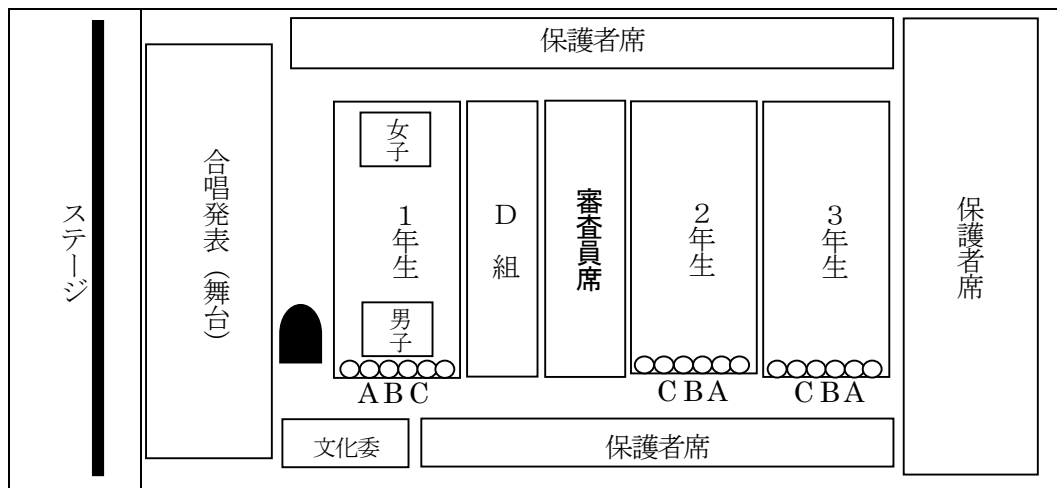 ステージ
合唱発表（舞台）
保護者席
女子
１年生
男子
ＡＢＣ
Ｄ組
審査員席
２年生
ＣＢＡ
３年生
ＣＢＡ
保護者席
文化委
保護者席